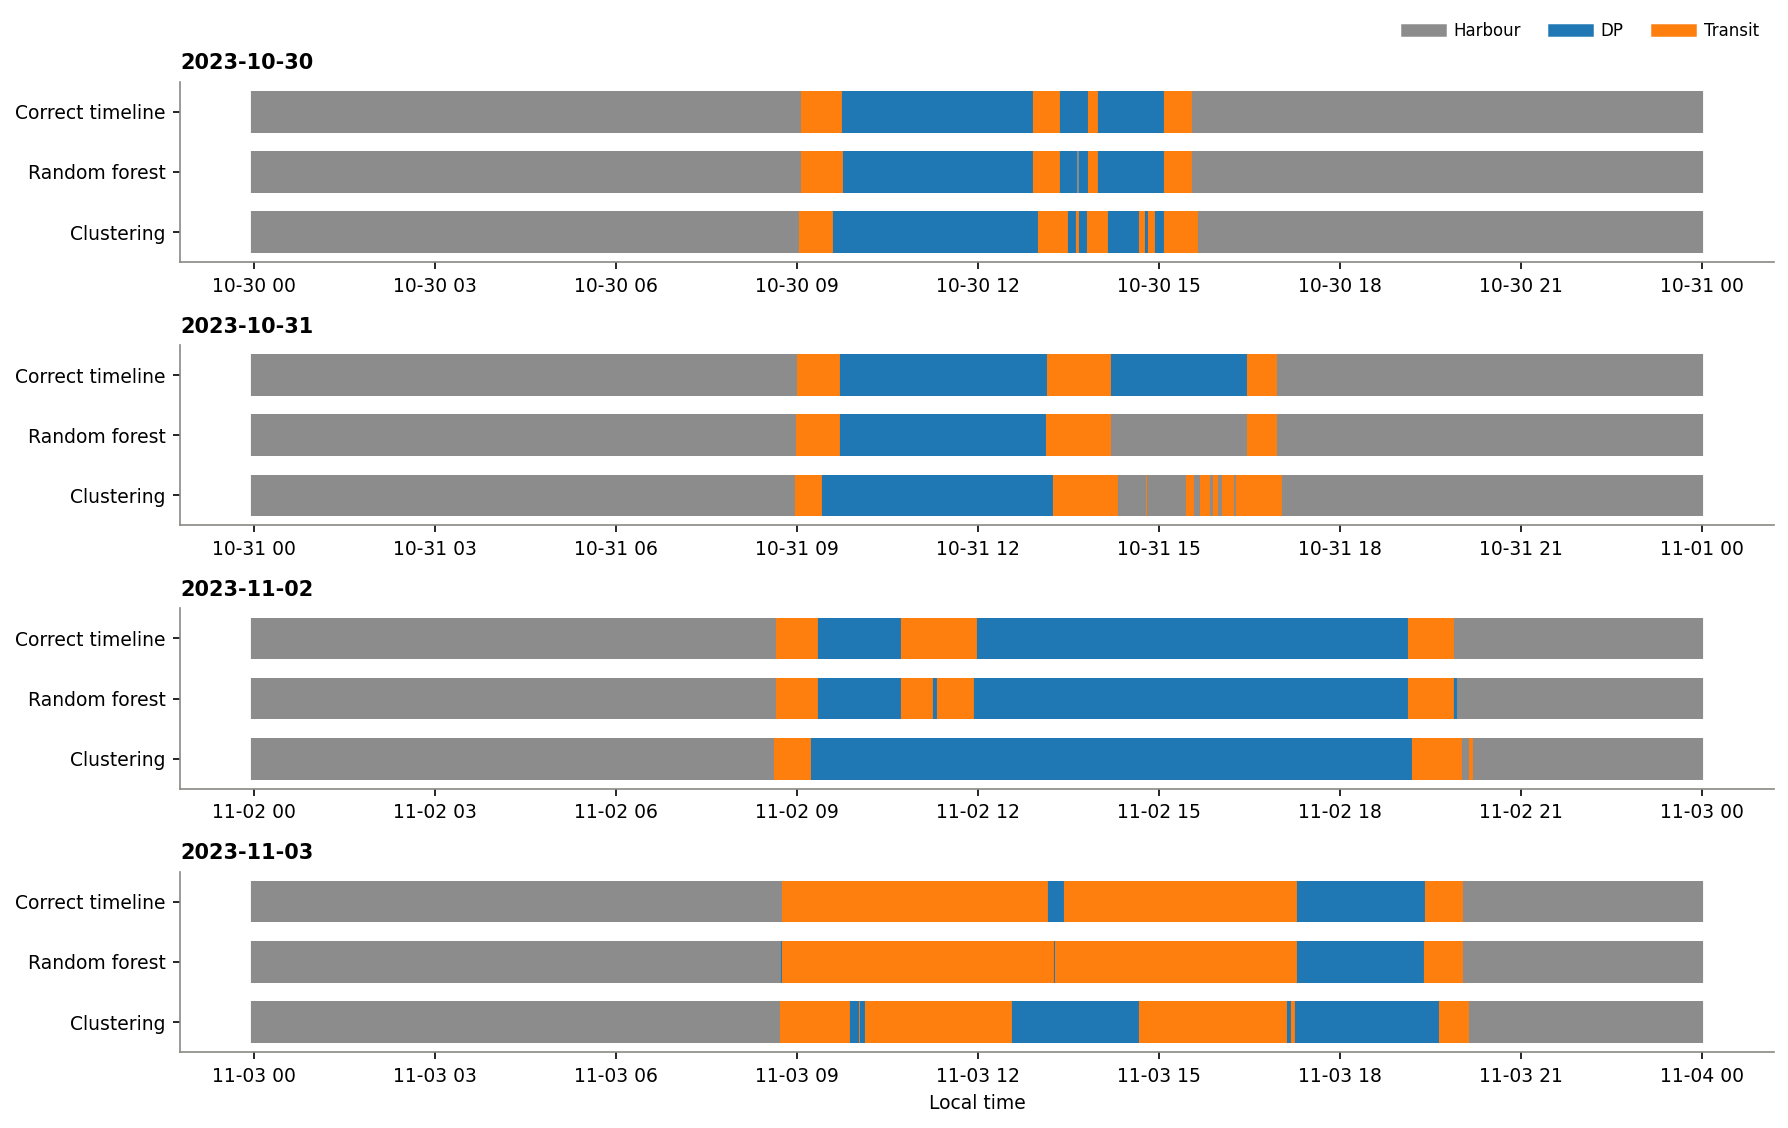 Harbour DP Transit
2023-10-30
Correct timeline
Random forest
Clustering
10-30 00 10-30 03 10-30 06 10-30 09 10-30 12 10-30 15 10-30 18 10-30 21 10-31 00
2023-10-31
Correct timeline
Random forest
Clustering
10-31 00 10-31 03 10-31 06 10-31 09 10-31 12 10-31 15 10-31 18 10-31 21 11-01 00
2023-11-02
Correct timeline
Random forest
Clustering
11-02 00 11-02 03 11-02 06 11-02 09 11-02 12 11-02 15 11-02 18 11-02 21 11-03 00
2023-11-03
Correct timeline
Random forest
Clustering
11-03 00 11-03 03 11-03 06 11-03 09 11-03 12 11-03 15 11-03 18 11-03 21 11-04 00
Local time